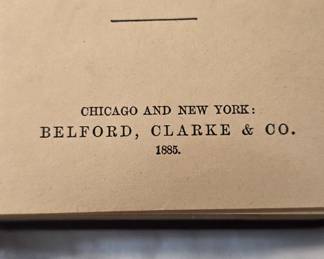 CHICAGO AND NEW YORK:
BELFORD, CLARKE & CO.
1885.